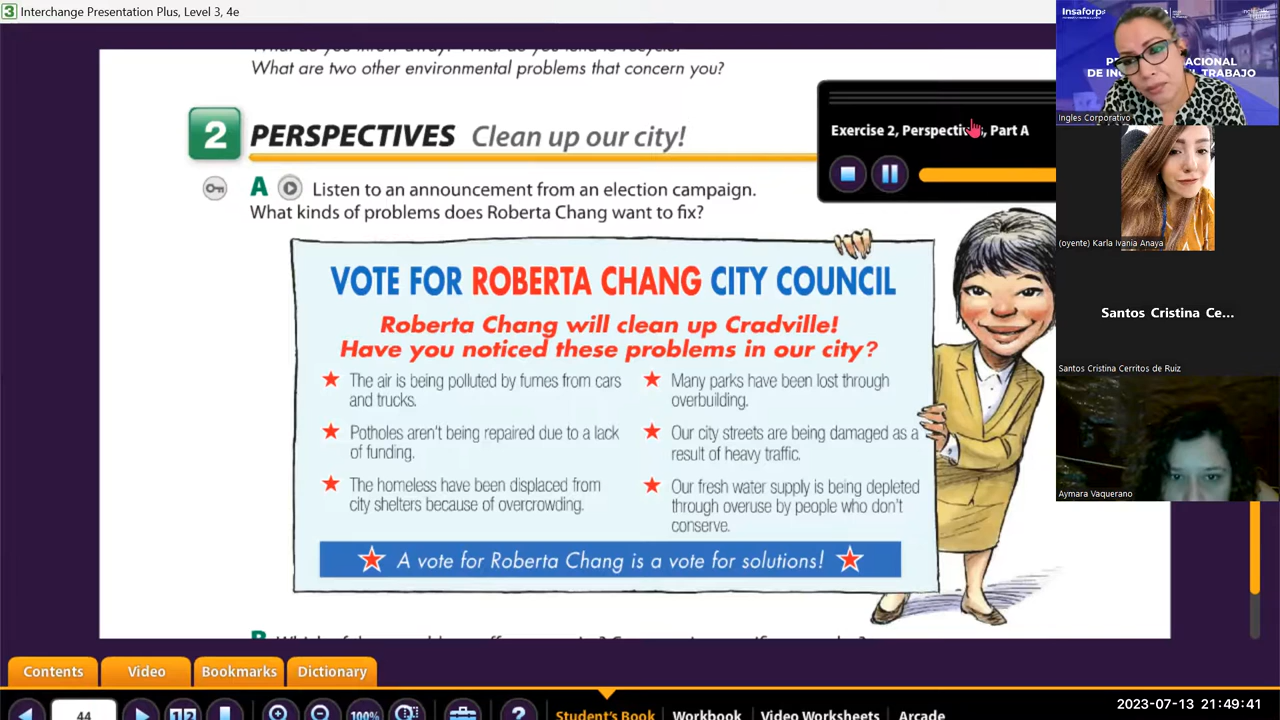 Interchange Presentation Plus, Level 3, 4e
What are two other environmental problems that concern you?
2 PERSPECTIVES Clean up our city!
Exercise 2, Perspectives, Part A
A Listen to an announcement from an election campaign.
What kinds of problems does Roberta Chang want to fix?
VOTE FOR ROBERTA CHANG CITY COUNCIL
Roberta Chang will clean up Cradville!
Have you noticed these problems in our city?
The air is being polluted by fumes from cars
and trucks.
Potholes aren't being repaired due to a lack
of funding.
The homeless have been displaced from
city shelters because of overcrowding.
Many parks have been lost through
overbuilding.
Our city streets are being damaged as a
result of heavy traffic.
Our fresh water supply is being depleted
through overuse by people who don't
conserve.
A vote for Roberta Chang is a vote for solutions!
Insaforp
Ingles Corporativo
(oyente) Karla Ivania Anaya
Santos Cristina Ce...
Santos Cristina Cerritos de Ruiz
Aymara Vaquerano
Contents Video Bookmarks Dictionary
44
100%
Student's Book Workbook Video Worksheets Arcade
2023-07-13 21:49:41